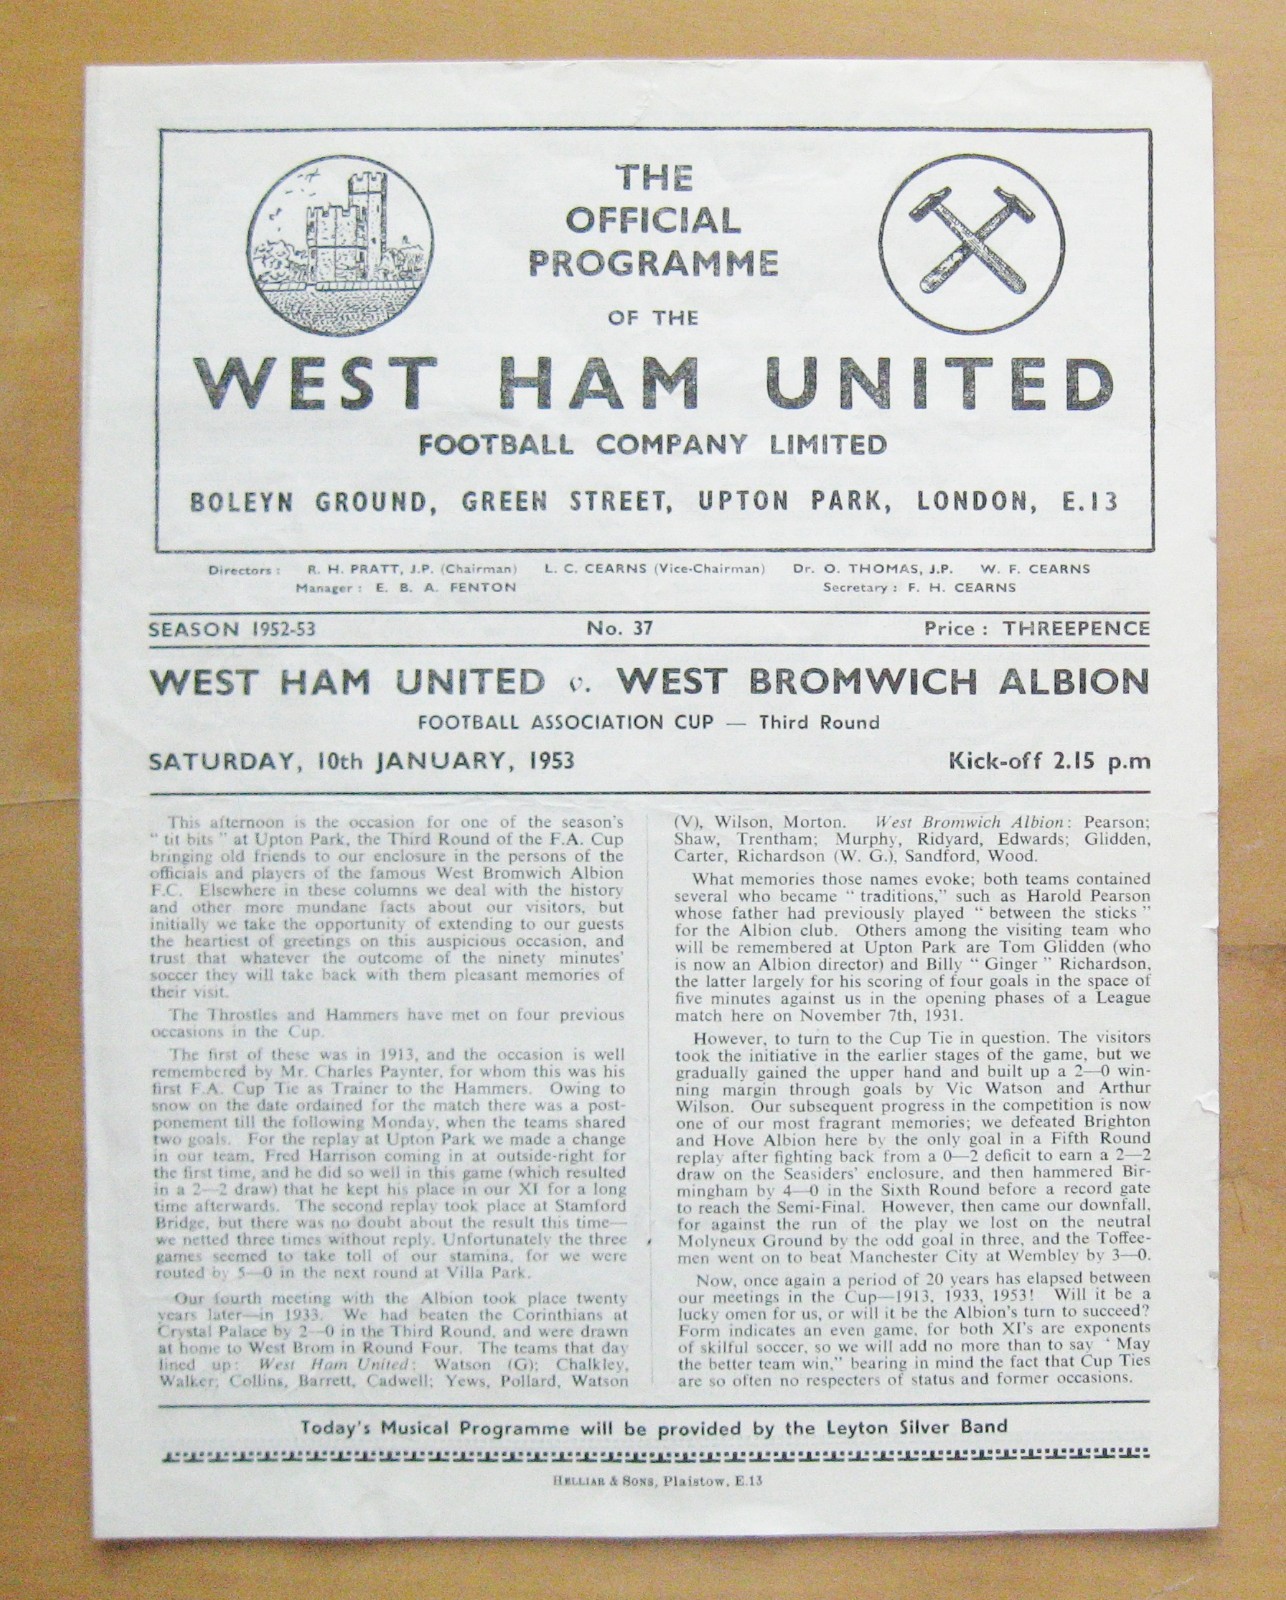 THE
OFFICIAL
PROGRAMME
OF THE
WEST HAM UNITED
FOOTBALL COMPANY LIMITED
BOLEYN GROUND, GREEN STREET, UPTON PARK, LONDON, E.13
Directors : R. H. PRATT, J.P. (Chairman) L. C. CEARNS (Vice-Chairman) Dr. O. THOMAS, J.P. W. F. CEARNS
Manager : E. B. A. FENTON Secretary : F. H. CEARNS
SEASON 1952-53 No. 37 Price : THREEPENCE
WEST HAM UNITED v. WEST BROMWICH ALBION
FOOTBALL ASSOCIATION CUP — Third Round
SATURDAY, 10th JANUARY, 1953 Kick-off 2.15 p.m
This afternoon is the occasion for one of the season's
“ tit bits ” at Upton Park, the Third Round of the F.A. Cup
bringing old friends to our enclosure in the persons of the
officials and players of the famous West Bromwich Albion
F.C. Elsewhere in these columns we deal with the history
and other more mundane facts about our visitors, but
initially we take the opportunity of extending to our guests
the heartiest of greetings on this auspicious occasion, and
trust that whatever the outcome of the ninety minutes'
soccer they will take back with them pleasant memories of
their visit.
The Throstles and Hammers have met on four previous
occasions in the Cup.
The first of these was in 1913, and the occasion is well
remembered by Mr. Charles Paynter, for whom this was his
first F.A. Cup Tie as Trainer to the Hammers. Owing to
snow on the date ordained for the match there was a post-
ponement till the following Monday, when the teams shared
two goals. For the replay at Upton Park we made a change
in our team, Fred Harrison coming in at outside-right for
the first time, and he did so well in this game (which resulted
in a 2—2 draw) that he kept his place in our XI for a long
time afterwards. The second replay took place at Stamford
Bridge, but there was no doubt about the result this time—
we netted three times without reply. Unfortunately the three
games seemed to take toll of our stamina, for we were
routed by 5—0 in the next round at Villa Park.
Our fourth meeting with the Albion took place twenty
years later—in 1933. We had beaten the Corinthians at
Crystal Palace by 2—0 in the Third Round, and were drawn
at home to West Brom in Round Four. The teams that day
lined up: West Ham United: Watson (G); Chalkley,
Walker; Collins, Barrett, Cadwell; Yews, Pollard, Watson
(V), Wilson, Morton. West Bromwich Albion: Pearson;
Shaw, Trentham; Murphy, Ridyard, Edwards; Glidden,
Carter, Richardson (W. G.), Sandford, Wood.
What memories those names evoke; both teams contained
several who became “ traditions,” such as Harold Pearson
whose father had previously played “ between the sticks ”
for the Albion club. Others among the visiting team who
will be remembered at Upton Park are Tom Glidden (who
is now an Albion director) and Billy “ Ginger ” Richardson,
the latter largely for his scoring of four goals in the space of
five minutes against us in the opening phases of a League
match here on November 7th, 1931.
However, to turn to the Cup Tie in question. The visitors
took the initiative in the earlier stages of the game, but we
gradually gained the upper hand and built up a 2—0 win-
ning margin through goals by Vic Watson and Arthur
Wilson. Our subsequent progress in the competition is now
one of our most fragrant memories; we defeated Brighton
and Hove Albion here by the only goal in a Fifth Round
replay after fighting back from a 0—2 deficit to earn a 2—2
draw on the Seasiders' enclosure, and then hammered Bir-
mingham by 4—0 in the Sixth Round before a record gate
to reach the Semi-Final. However, then came our downfall,
for against the run of the play we lost on the neutral
Molyneux Ground by the odd goal in three, and the Toffee-
men went on to beat Manchester City at Wembley by 3—0.
Now, once again a period of 20 years has elapsed between
our meetings in the Cup—1913, 1933, 1953! Will it be a
lucky omen for us, or will it be the Albion's turn to succeed?
Form indicates an even game, for both XI's are exponents
of skilful soccer, so we will add no more than to say ‘ May
the better team win,” bearing in mind the fact that Cup Ties
are so often no respecters of status and former occasions.
Today's Musical Programme will be provided by the Leyton Silver Band
HELLIAR & SONS, Plaistow, E.13